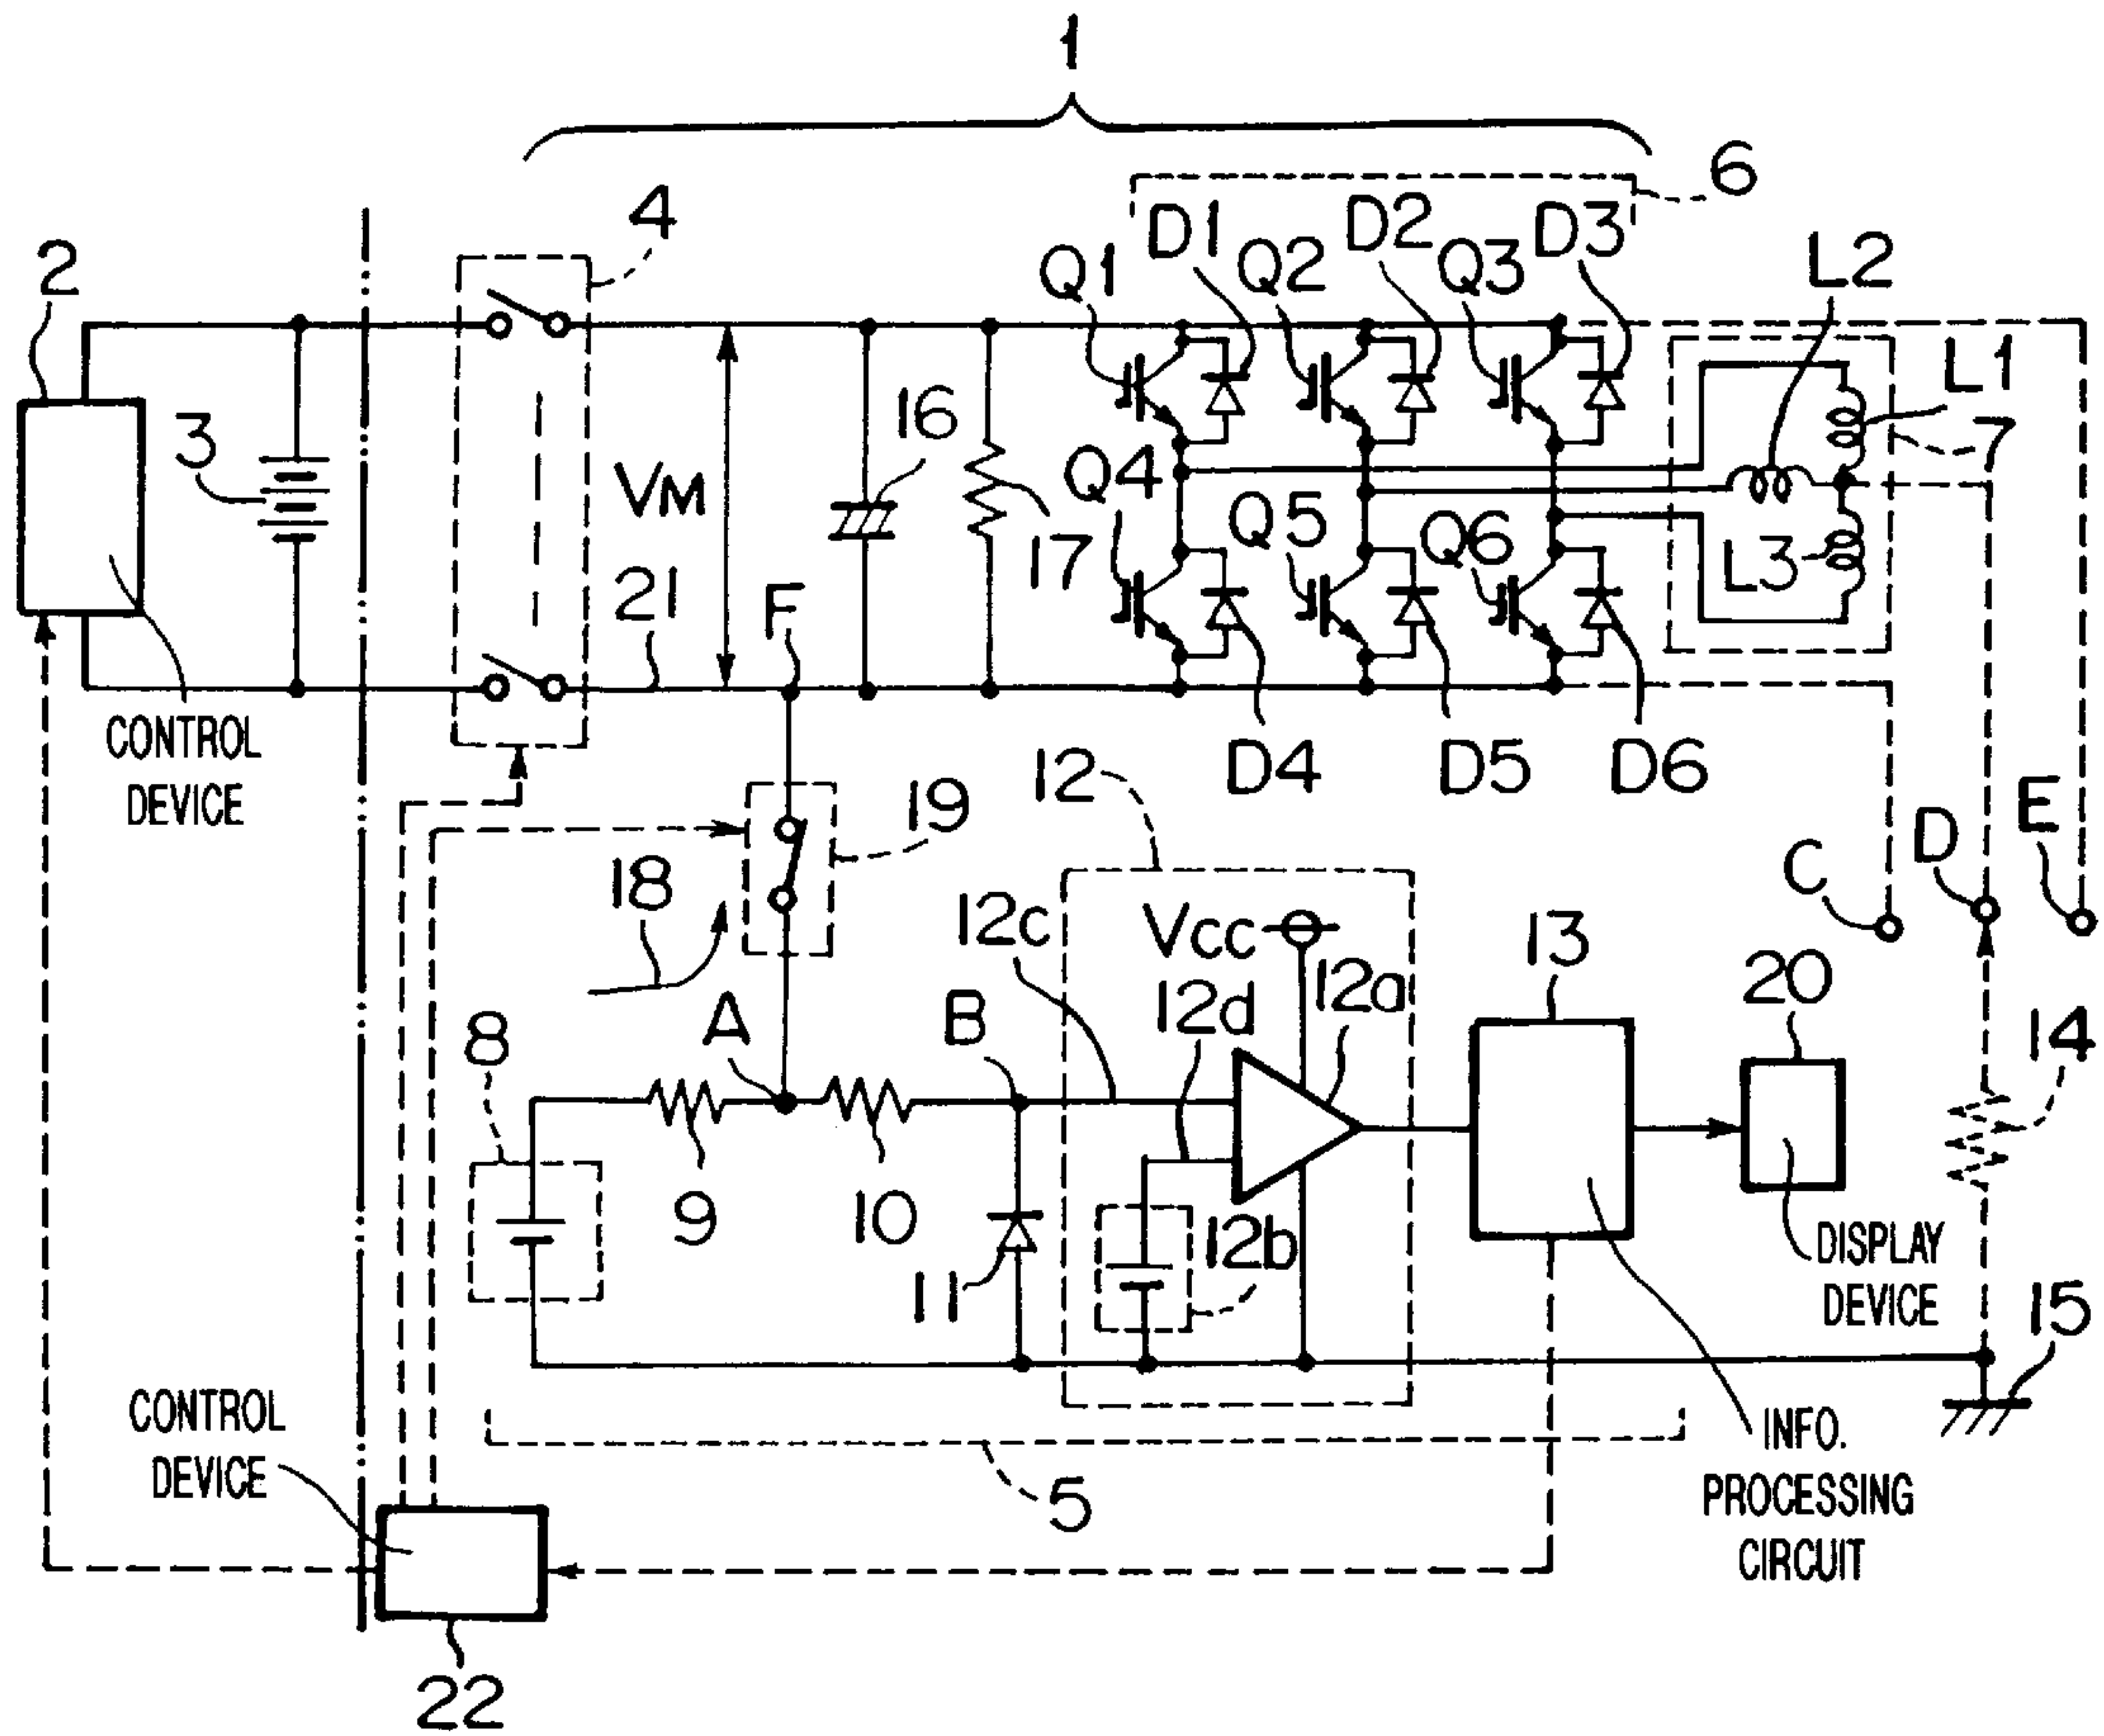 1
6
4
D1
D2
D3
2
Q1
Q2
Q3
L2
L1
3
16
7
VM
Q4
Q5
Q6
17
L3
21
F
CONTROL
DEVICE
D4
D5
D6
12
19
E
D
C
18
12c
Vcc
13
20
12d
12a
A
B
8
14
9
10
12b
11
DISPLAY
DEVICE
15
CONTROL
DEVICE
5
INFO.
PROCESSING
CIRCUIT
22